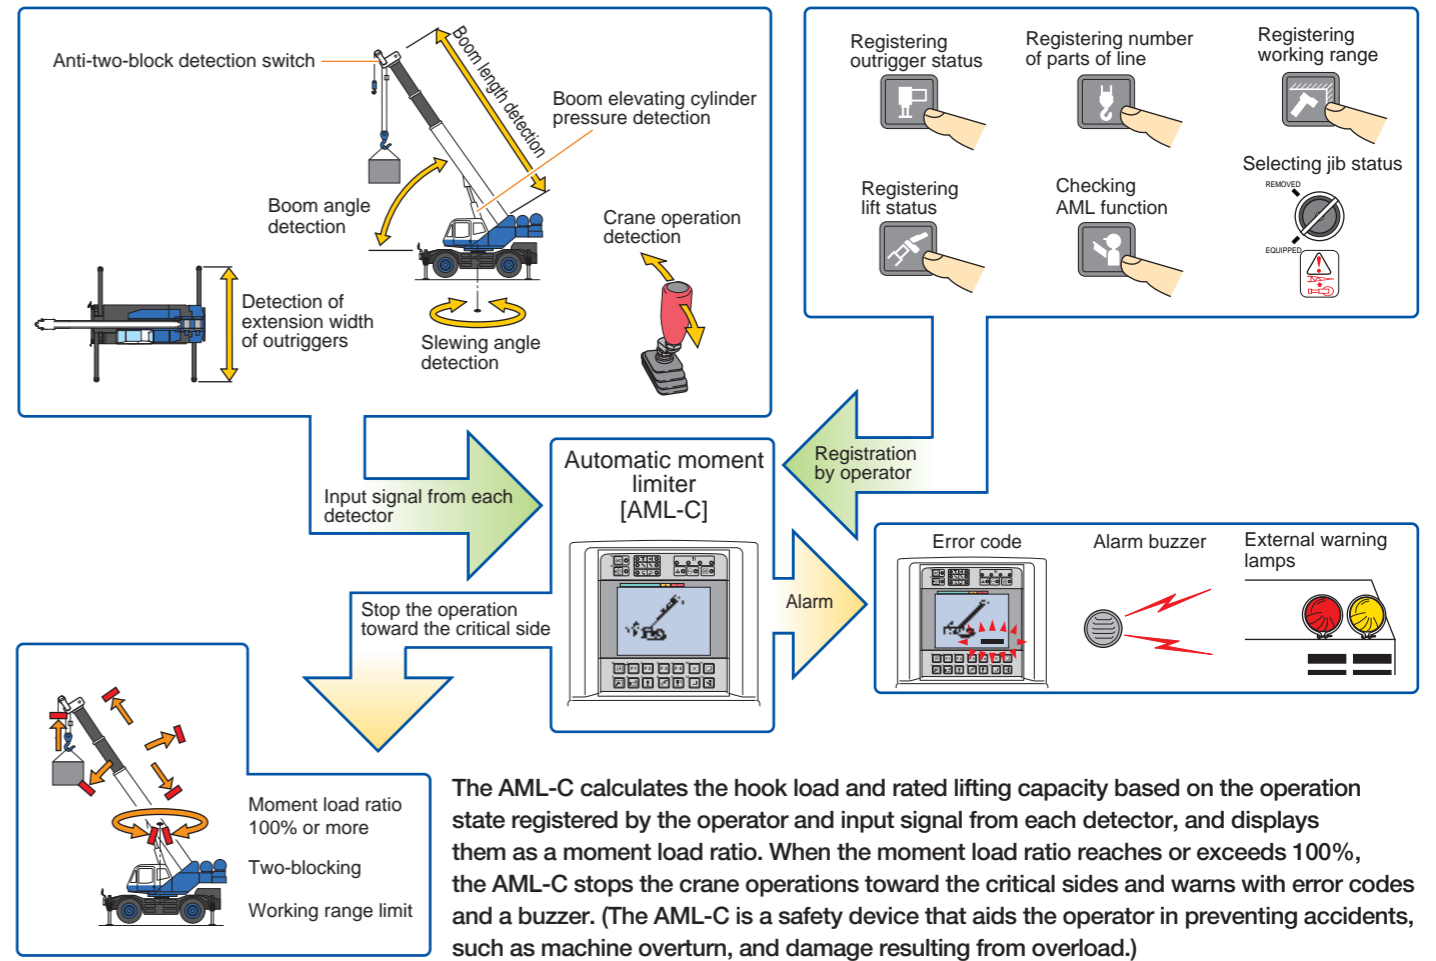 Anti-two-block detection switch
Boom length detection
Boom elevating cylinder
pressure detection
Boom angle
detection
Crane operation
detection
Detection of
extension width
of outriggers
Slewing angle
detection
Registering
outrigger status
Registering number
of parts of line
Registering
working range
Registering
lift status
Checking
AML function
Selecting jib status
REMOVED
EQUIPPED
Input signal from each
detector
Automatic moment
limiter
[AML-C]
Registration
by operator
Stop the operation
toward the critical side
Alarm
Error code
Alarm buzzer
External warning
lamps
Moment load ratio
100% or more
Two-blocking
Working range limit
The AML-C calculates the hook load and rated lifting capacity based on the operation
state registered by the operator and input signal from each detector, and displays
them as a moment load ratio. When the moment load ratio reaches or exceeds 100%,
the AML-C stops the crane operations toward the critical sides and warns with error codes
and a buzzer. (The AML-C is a safety device that aids the operator in preventing accidents,
such as machine overturn, and damage resulting from overload.)